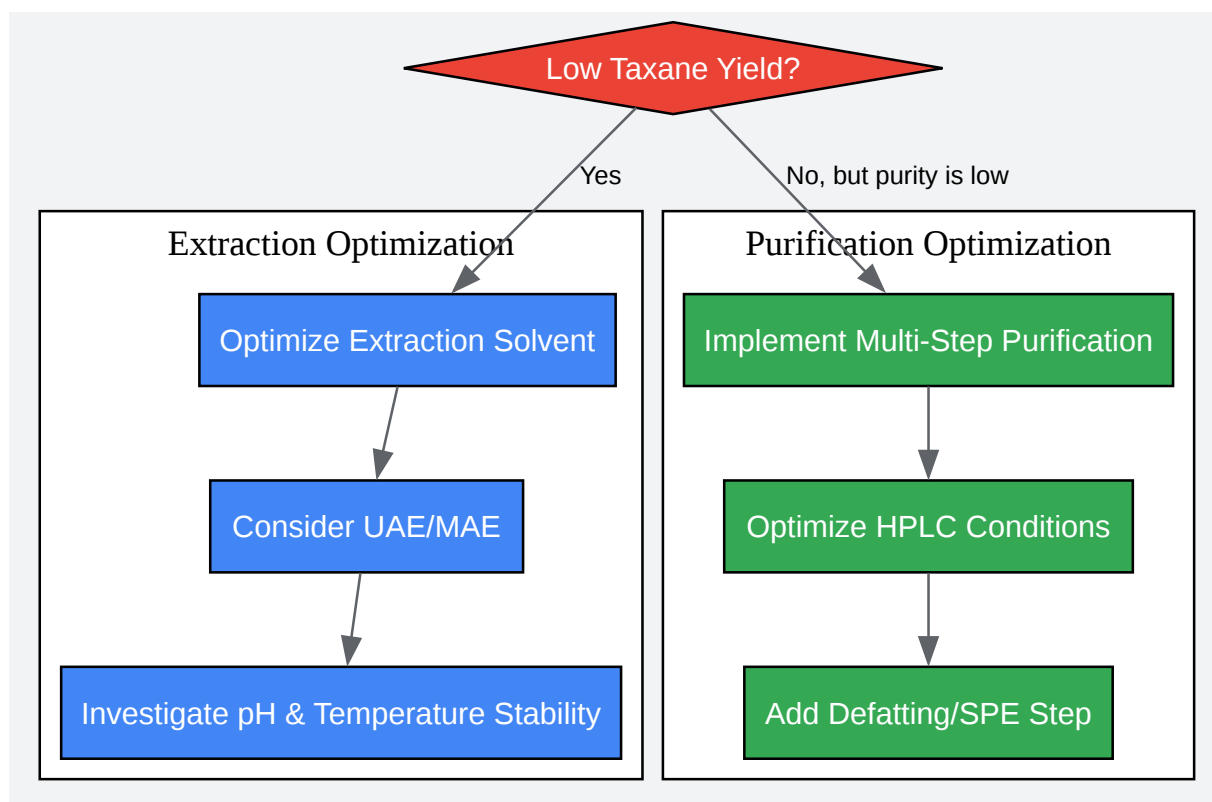 Low Taxane Yield?
Yes
No, but purity is low
Extraction Optimization
Optimize Extraction Solvent
Consider UAE/MAE
Investigate pH & Temperature Stability
Purification Optimization
Implement Multi-Step Purification
Optimize HPLC Conditions
Add Defatting/SPE Step